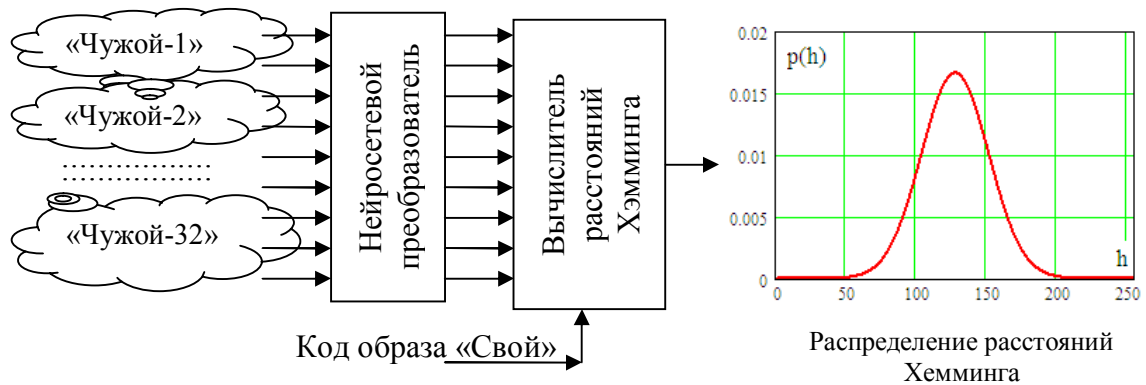 «Чужой-1»
«Чужой-2»
«Чужой-32»
Нейросетевой
преобразователь
Вычислитель
расстояний
Хэмминга
Код образа «Свой»
0.02
p(h)
0.015
0.01
0.005
0
h
0
50
100
150
200
250
Распределение расстояний
Хемминга